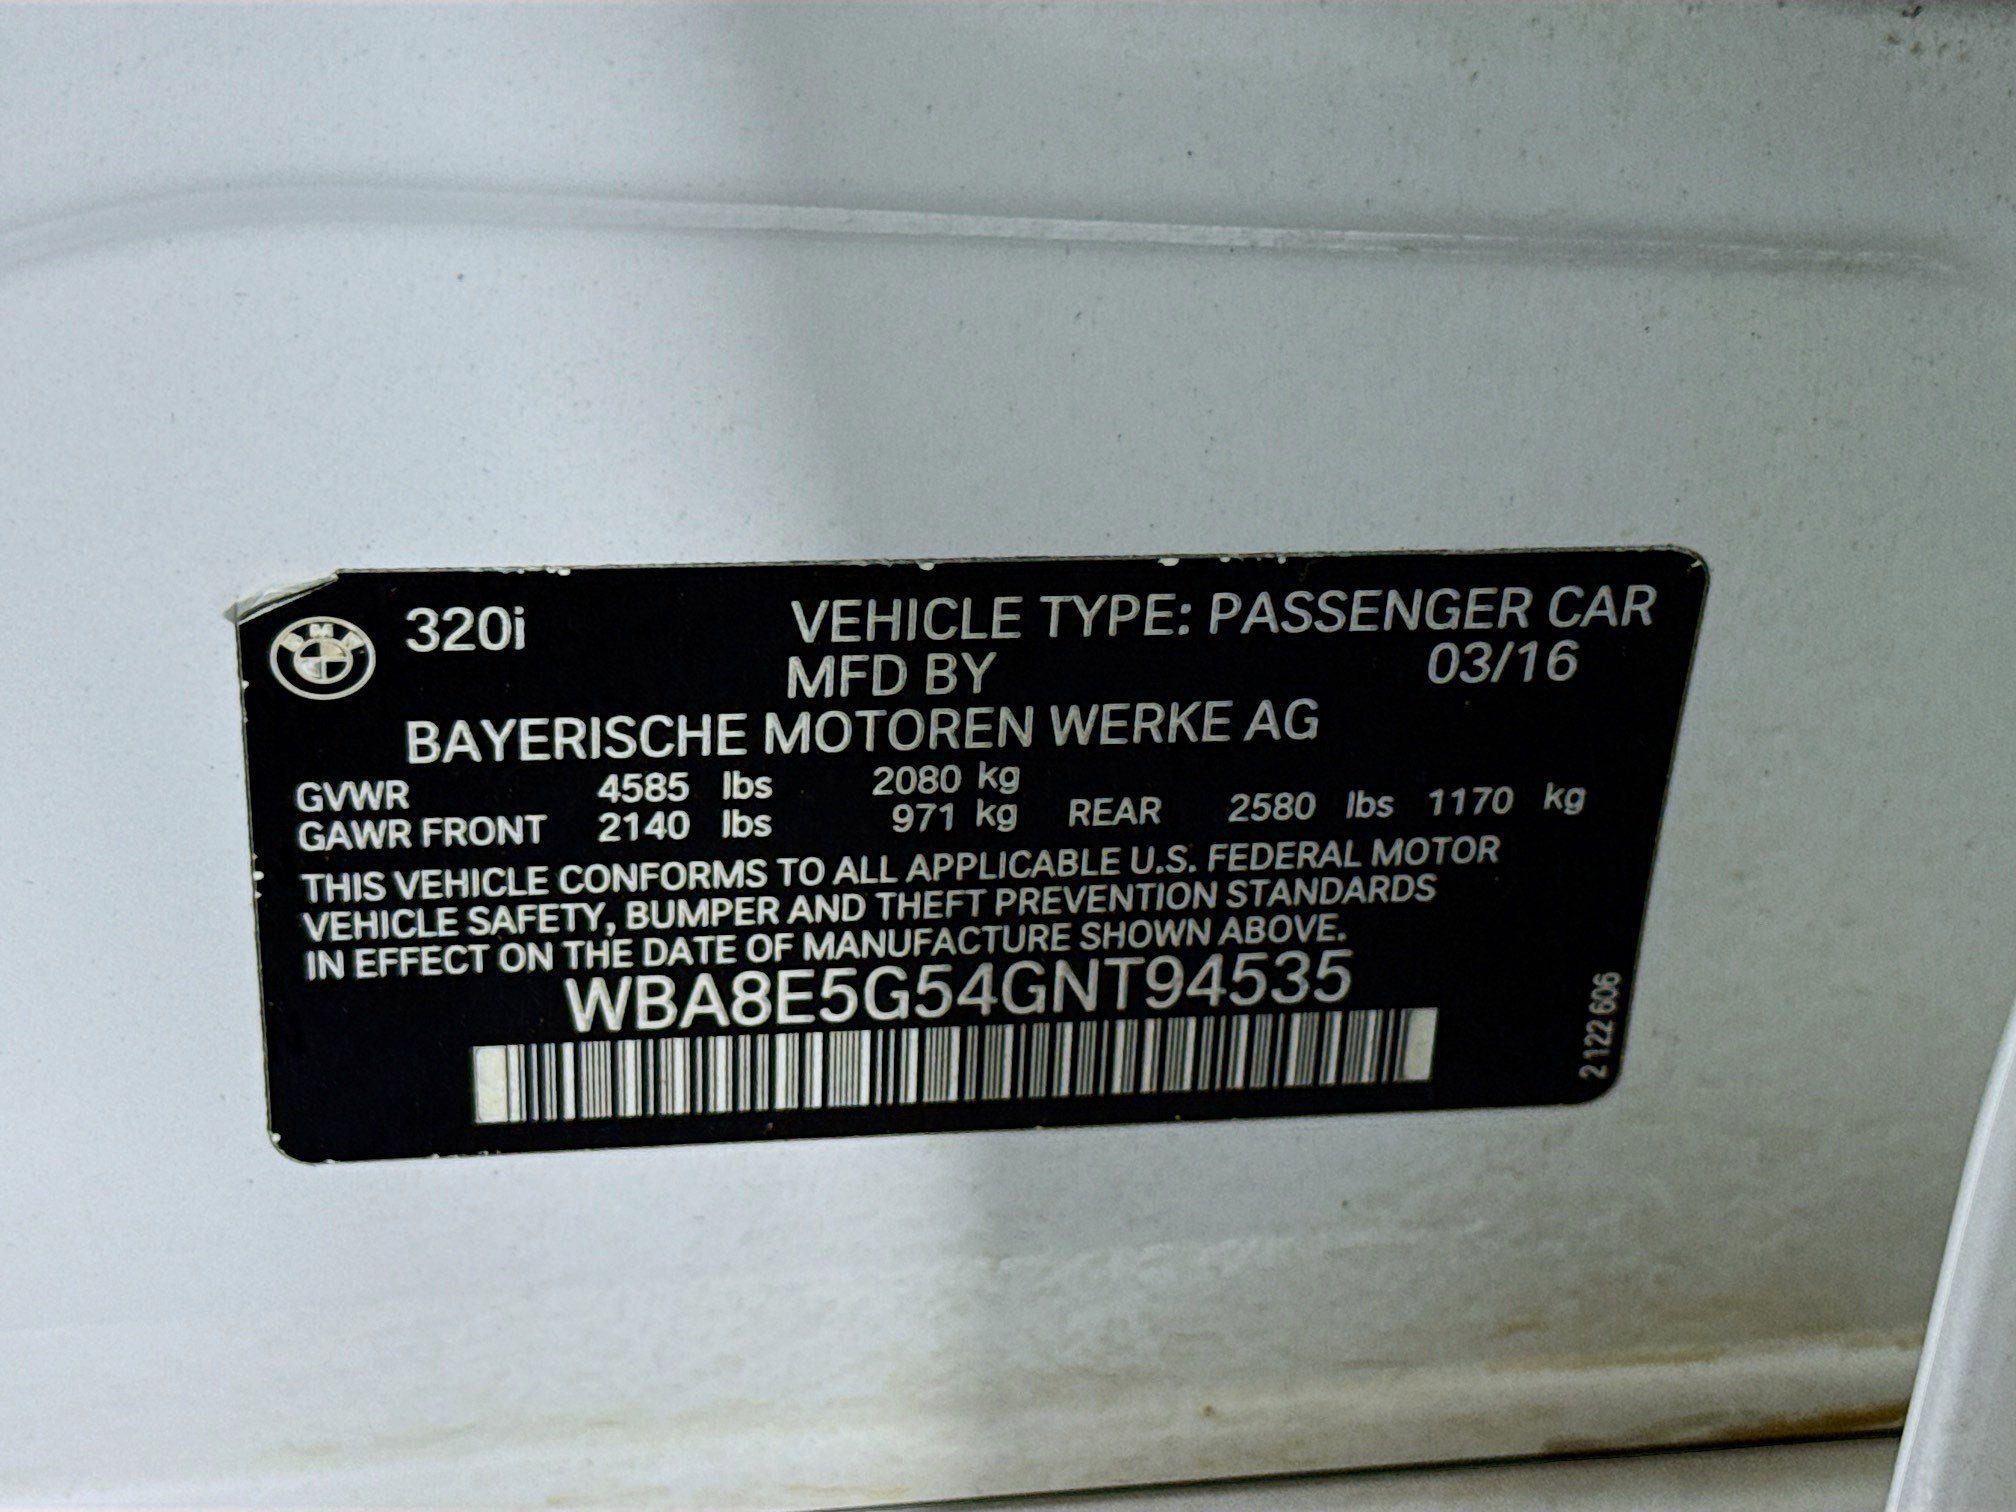 BMW
320i
VEHICLE TYPE: PASSENGER CAR
MFD BY 03/16
BAYERISCHE MOTOREN WERKE AG
GVWR 4585 lbs 2080 kg
GAWR FRONT 2140 lbs 971 kg REAR 2580 lbs 1170 kg
THIS VEHICLE CONFORMS TO ALL APPLICABLE U.S. FEDERAL MOTOR
VEHICLE SAFETY, BUMPER AND THEFT PREVENTION STANDARDS
IN EFFECT ON THE DATE OF MANUFACTURE SHOWN ABOVE.
WBA8E5G54GNT94535
2 122 606